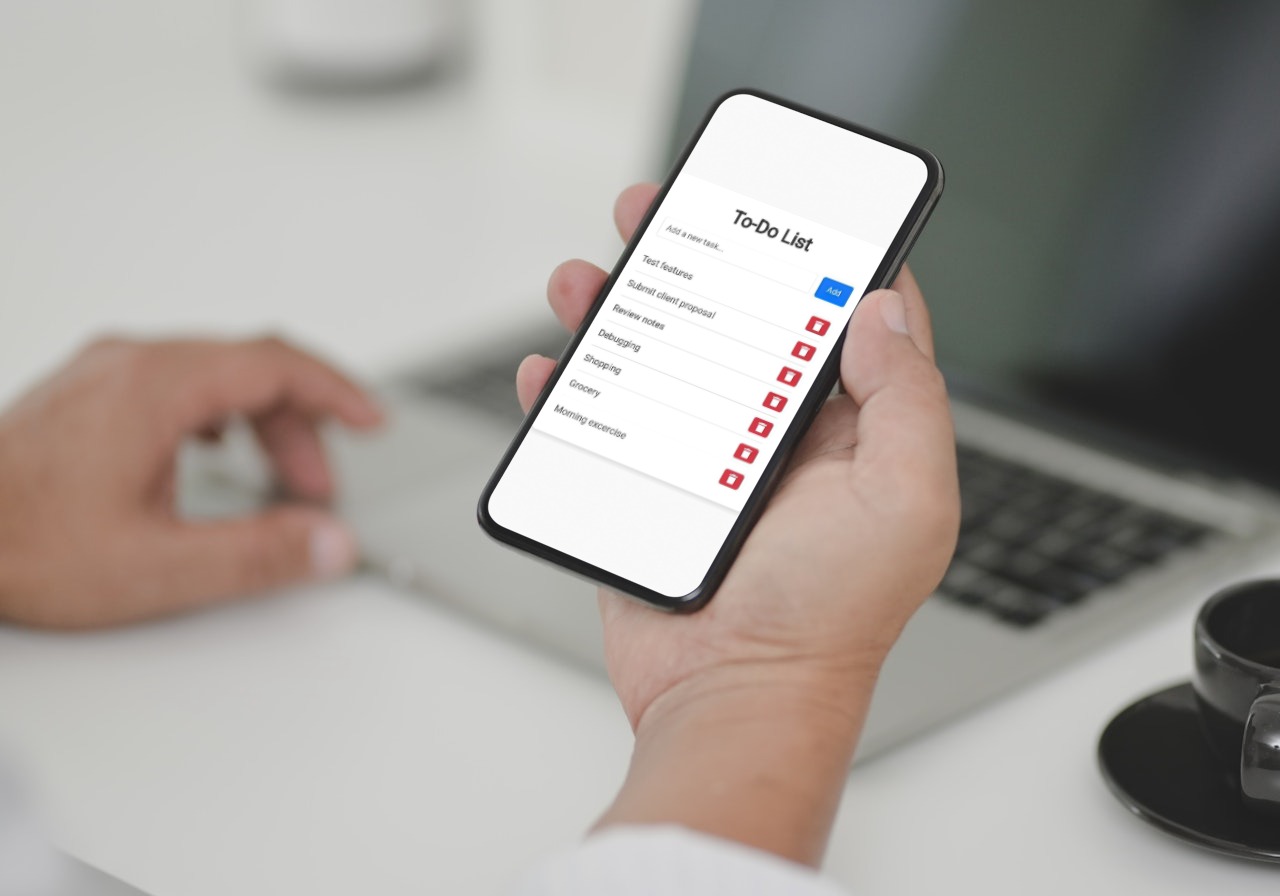 To-Do List
Add a new task...
Add
Test features
Submit client proposal
Review notes
Debugging
Shopping
Grocery
Morning excercise